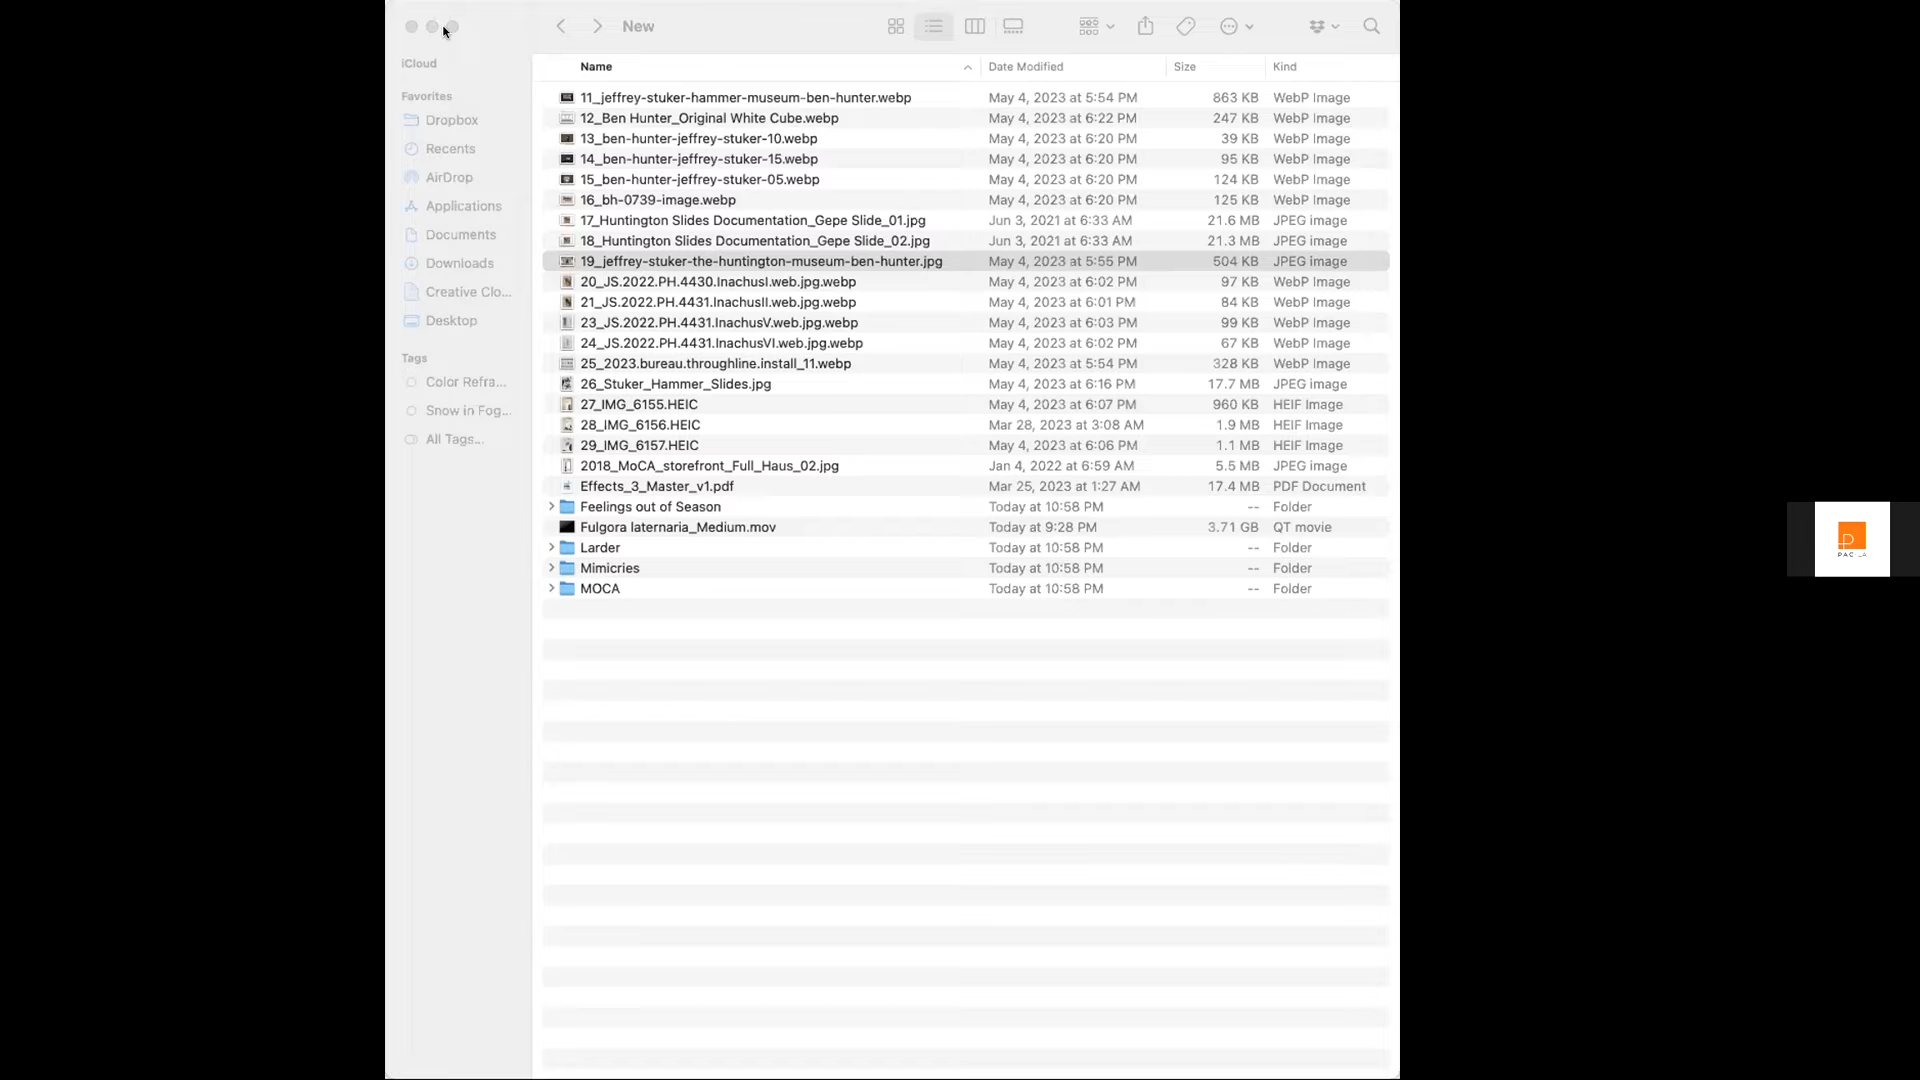 New
iCloud
Favorites
Dropbox
Recents
AirDrop
Applications
Documents
Downloads
Creative Clo...
Desktop
Tags
Color Refra...
Snow in Fog...
All Tags...
Name Date Modified Size Kind
11_jeffrey-stuker-hammer-museum-ben-hunter.webp May 4, 2023 at 5:54 PM 863 KB WebP Image
12_Ben Hunter_Original White Cube.webp May 4, 2023 at 6:22 PM 247 KB WebP Image
13_ben-hunter-jeffrey-stuker-10.webp May 4, 2023 at 6:20 PM 39 KB WebP Image
14_ben-hunter-jeffrey-stuker-15.webp May 4, 2023 at 6:20 PM 95 KB WebP Image
15_ben-hunter-jeffrey-stuker-05.webp May 4, 2023 at 6:20 PM 124 KB WebP Image
16_bh-0739-image.webp May 4, 2023 at 6:20 PM 125 KB WebP Image
17_Huntington Slides Documentation_Gepe Slide_01.jpg Jun 3, 2021 at 6:33 AM 21.6 MB JPEG image
18_Huntington Slides Documentation_Gepe Slide_02.jpg Jun 3, 2021 at 6:33 AM 21.3 MB JPEG image
19_jeffrey-stuker-the-huntington-museum-ben-hunter.jpg May 4, 2023 at 5:55 PM 504 KB JPEG image
20_JS.2022.PH.4430.InachusI.web.jpg.webp May 4, 2023 at 6:02 PM 97 KB WebP Image
21_JS.2022.PH.4431.InachusII.web.jpg.webp May 4, 2023 at 6:01 PM 84 KB WebP Image
23_JS.2022.PH.4431.InachusV.web.jpg.webp May 4, 2023 at 6:03 PM 99 KB WebP Image
24_JS.2022.PH.4431.InachusVI.web.jpg.webp May 4, 2023 at 6:02 PM 67 KB WebP Image
25_2023.bureau.throughline.install_11.webp May 4, 2023 at 5:54 PM 328 KB WebP Image
26_Stuker_Hammer_Slides.jpg May 4, 2023 at 6:16 PM 17.7 MB JPEG image
27_IMG_6155.HEIC May 4, 2023 at 6:07 PM 960 KB HEIF Image
28_IMG_6156.HEIC Mar 28, 2023 at 3:08 AM 1.9 MB HEIF Image
29_IMG_6157.HEIC May 4, 2023 at 6:06 PM 1.1 MB HEIF Image
2018_MoCA_storefront_Full_Haus_02.jpg Jan 4, 2022 at 6:59 AM 5.5 MB JPEG image
Effects_3_Master_v1.pdf Mar 25, 2023 at 1:27 AM 17.4 MB PDF Document
Feelings out of Season Today at 10:58 PM -- Folder
Fulgora laternaria_Medium.mov Today at 9:28 PM 3.71 GB QT movie
Larder Today at 10:58 PM -- Folder
Mimicries Today at 10:58 PM -- Folder
MOCA Today at 10:58 PM -- Folder